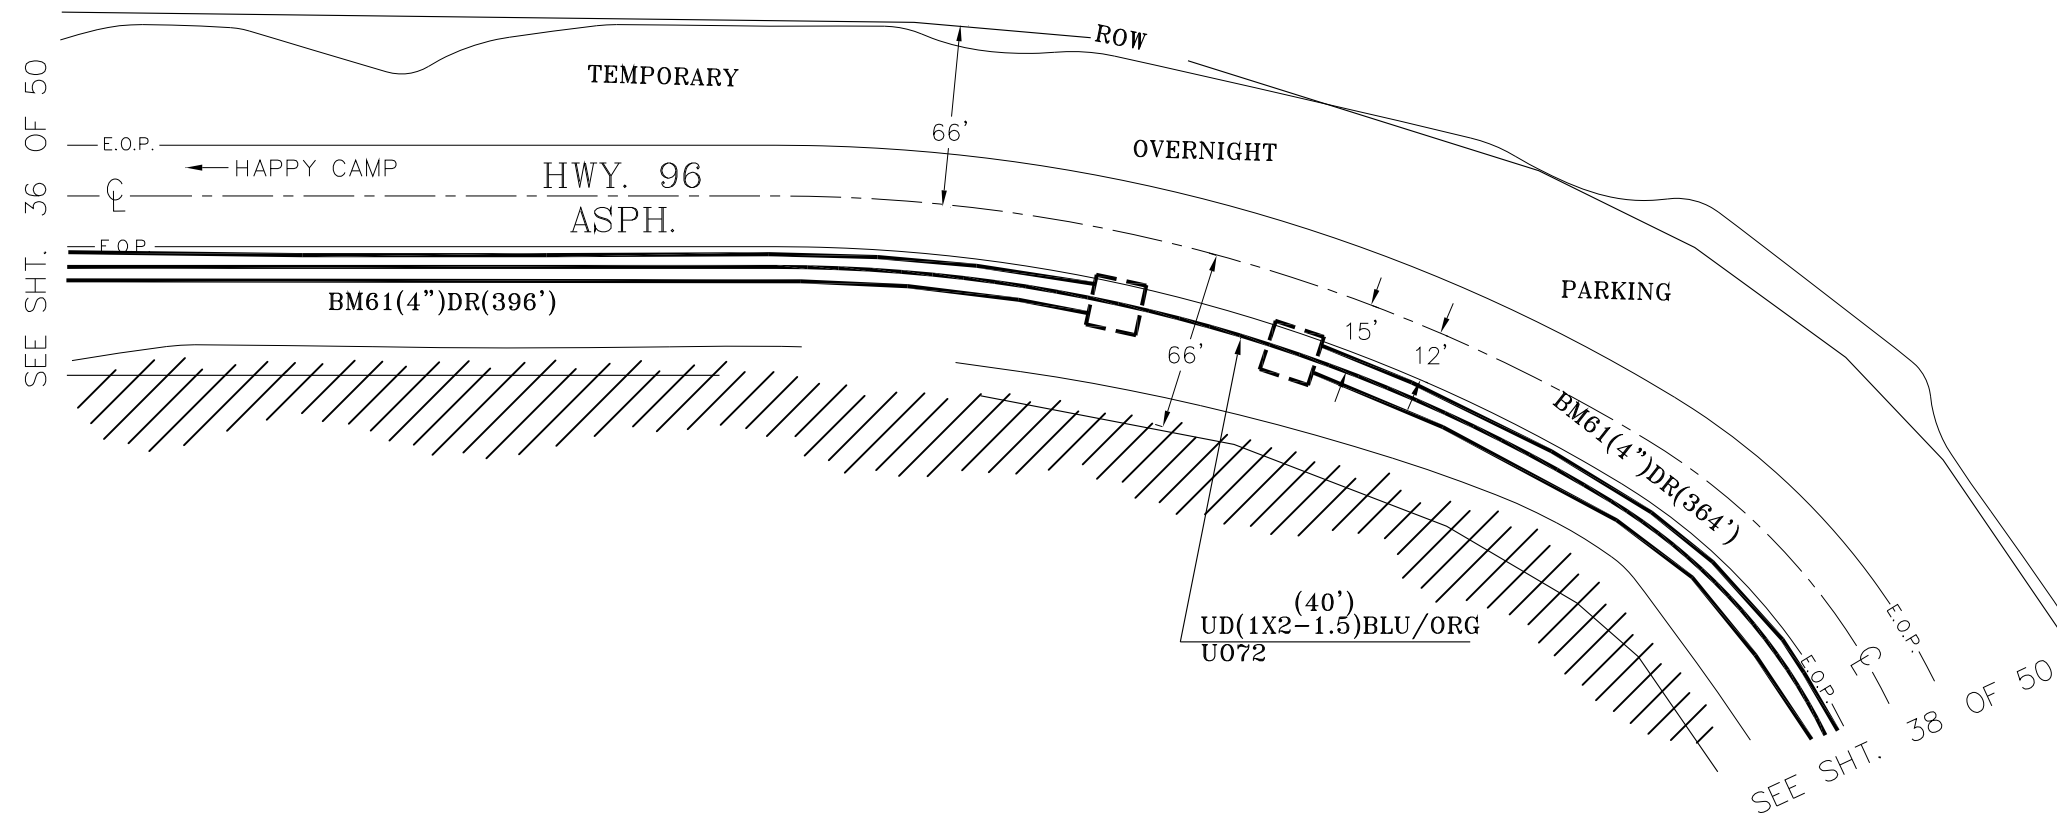 ROW
TEMPORARY
66'
OVERNIGHT
SEE SHT. 36 OF 50
E.O.P.
HAPPY CAMP
HWY. 96
℄
ASPH.
E.O.P.
BM61(4")DR(396')
PARKING
15'
12'
66'
BM61(4")DR(364')
(40')
UD(1X2-1.5)BLU/ORG
U072
E.O.P.
℄
E.O.P.
SEE SHT. 38 OF 50